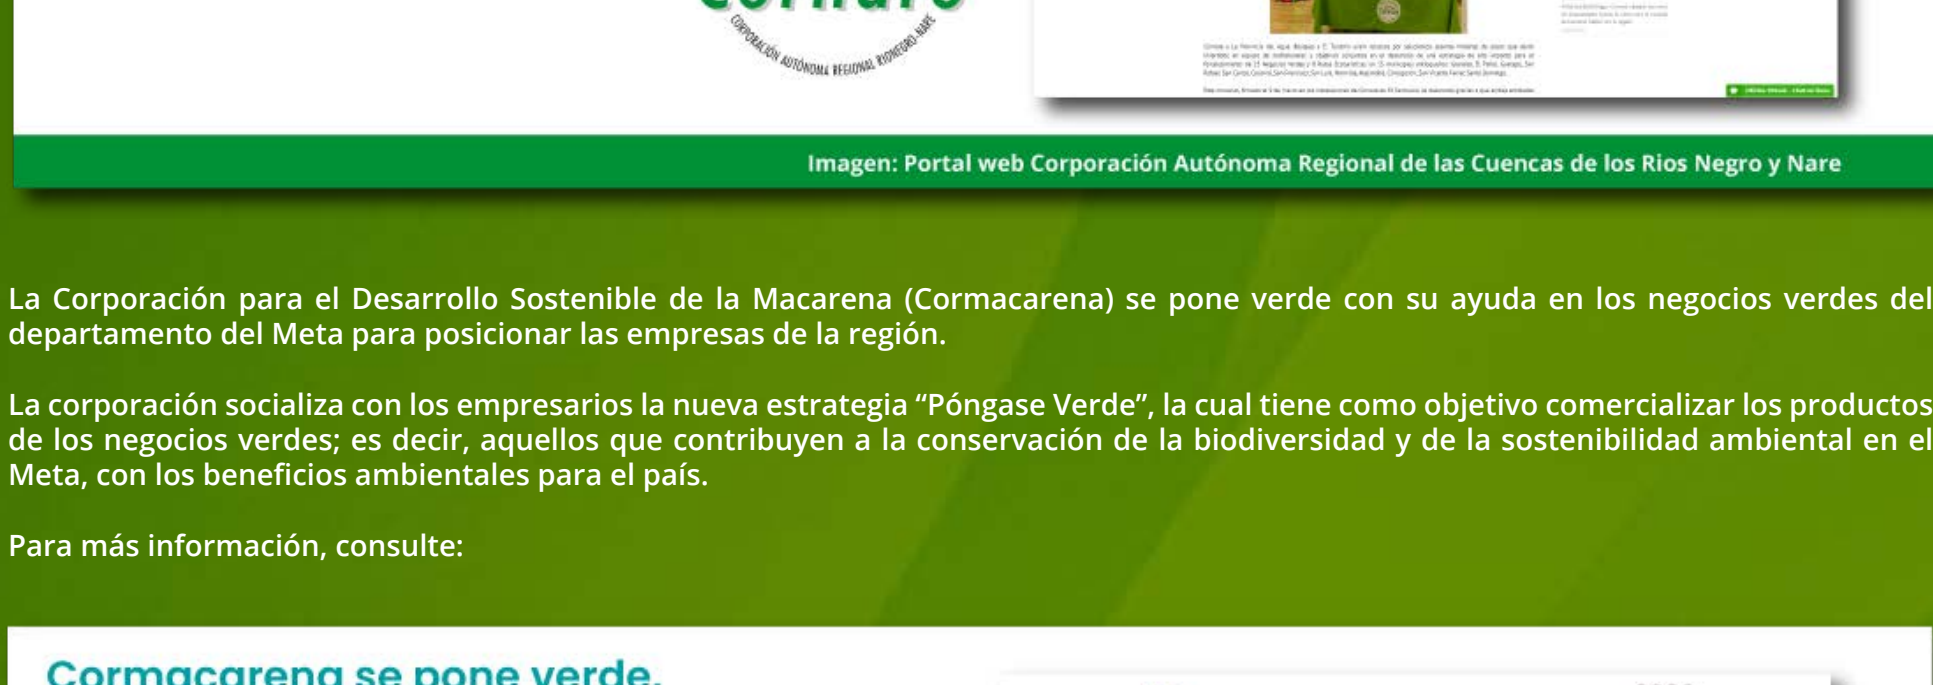 CORPORACIÓN AUTÓNOMA REGIONAL RIONEGRO-NARE
Imagen: Portal web Corporación Autónoma Regional de las Cuencas de los Rios Negro y Nare
La Corporación para el Desarrollo Sostenible de la Macarena (Cormacarena) se pone verde con su ayuda en los negocios verdes del
departamento del Meta para posicionar las empresas de la región.
La corporación socializa con los empresarios la nueva estrategia “Póngase Verde”, la cual tiene como objetivo comercializar los productos
de los negocios verdes; es decir, aquellos que contribuyen a la conservación de la biodiversidad y de la sostenibilidad ambiental en el
Meta, con los beneficios ambientales para el país.
Para más información, consulte:
Cormacarena se pone verde,